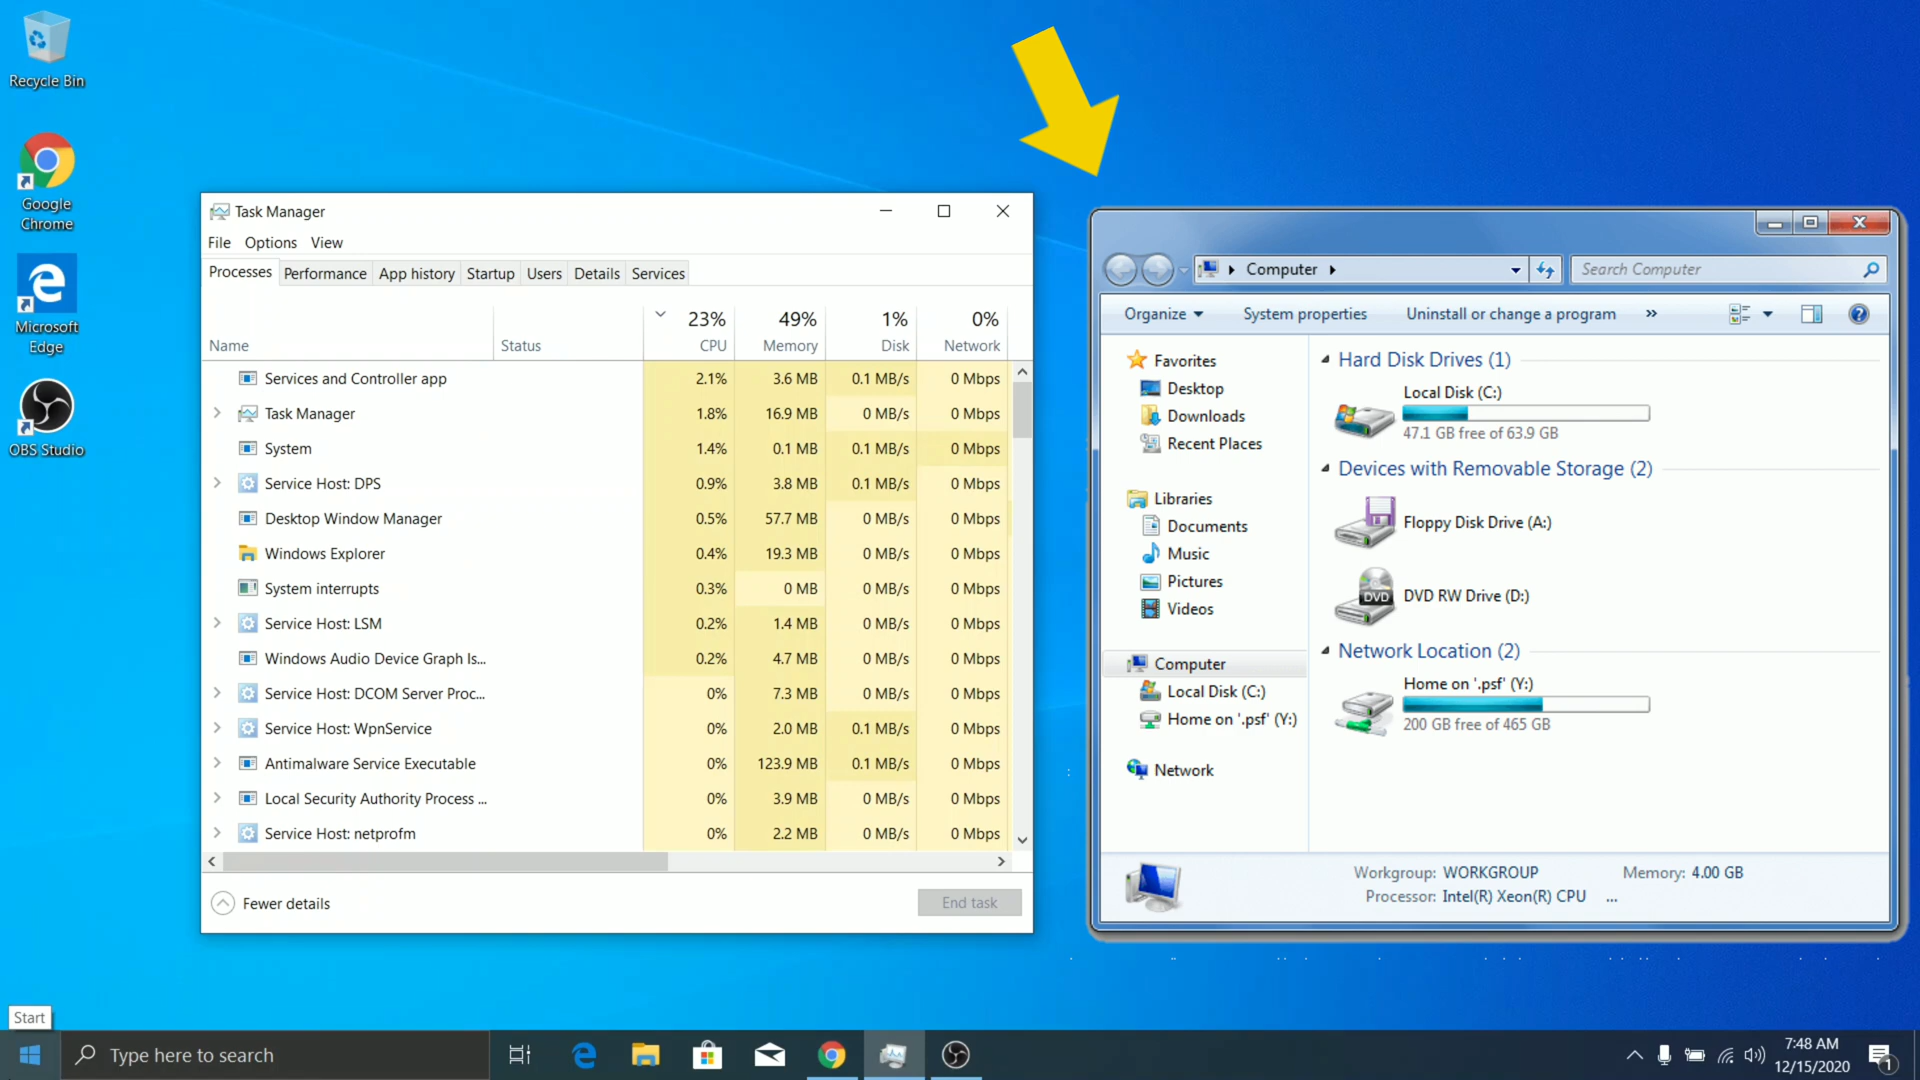 Recycle Bin
Google
Chrome
Microsoft
Edge
OBS Studio
Task Manager
File Options View
Processes Performance App history Startup Users Details Services
23% 49% 1% 0%
Name Status CPU Memory Disk Network
Services and Controller app 2.1% 3.6 MB 0.1 MB/s 0 Mbps
Task Manager 1.8% 16.9 MB 0 MB/s 0 Mbps
System 1.4% 0.1 MB 0.1 MB/s 0 Mbps
Service Host: DPS 0.9% 3.8 MB 0.1 MB/s 0 Mbps
Desktop Window Manager 0.5% 57.7 MB 0 MB/s 0 Mbps
Windows Explorer 0.4% 19.3 MB 0 MB/s 0 Mbps
System interrupts 0.3% 0 MB 0 MB/s 0 Mbps
Service Host: LSM 0.2% 1.4 MB 0 MB/s 0 Mbps
Windows Audio Device Graph Is... 0.2% 4.7 MB 0 MB/s 0 Mbps
Service Host: DCOM Server Proc... 0% 7.3 MB 0 MB/s 0 Mbps
Service Host: WpnService 0% 2.0 MB 0.1 MB/s 0 Mbps
Antimalware Service Executable 0% 123.9 MB 0.1 MB/s 0 Mbps
Local Security Authority Process ... 0% 3.9 MB 0 MB/s 0 Mbps
Service Host: netprofm 0% 2.2 MB 0 MB/s 0 Mbps
Fewer details End task
Computer Search Computer
Organize System properties Uninstall or change a program »
Favorites
Desktop
Downloads
Recent Places
Libraries
Documents
Music
Pictures
Videos
Computer
Local Disk (C:)
Home on '.psf' (Y:)
Network
Hard Disk Drives (1)
Local Disk (C:)
47.1 GB free of 63.9 GB
Devices with Removable Storage (2)
Floppy Disk Drive (A:)
DVD
DVD RW Drive (D:)
Network Location (2)
Home on '.psf' (Y:)
200 GB free of 465 GB
Workgroup: WORKGROUP Memory: 4.00 GB
Processor: Intel(R) Xeon(R) CPU ...
Start
Type here to search
7:48 AM
12/15/2020
1